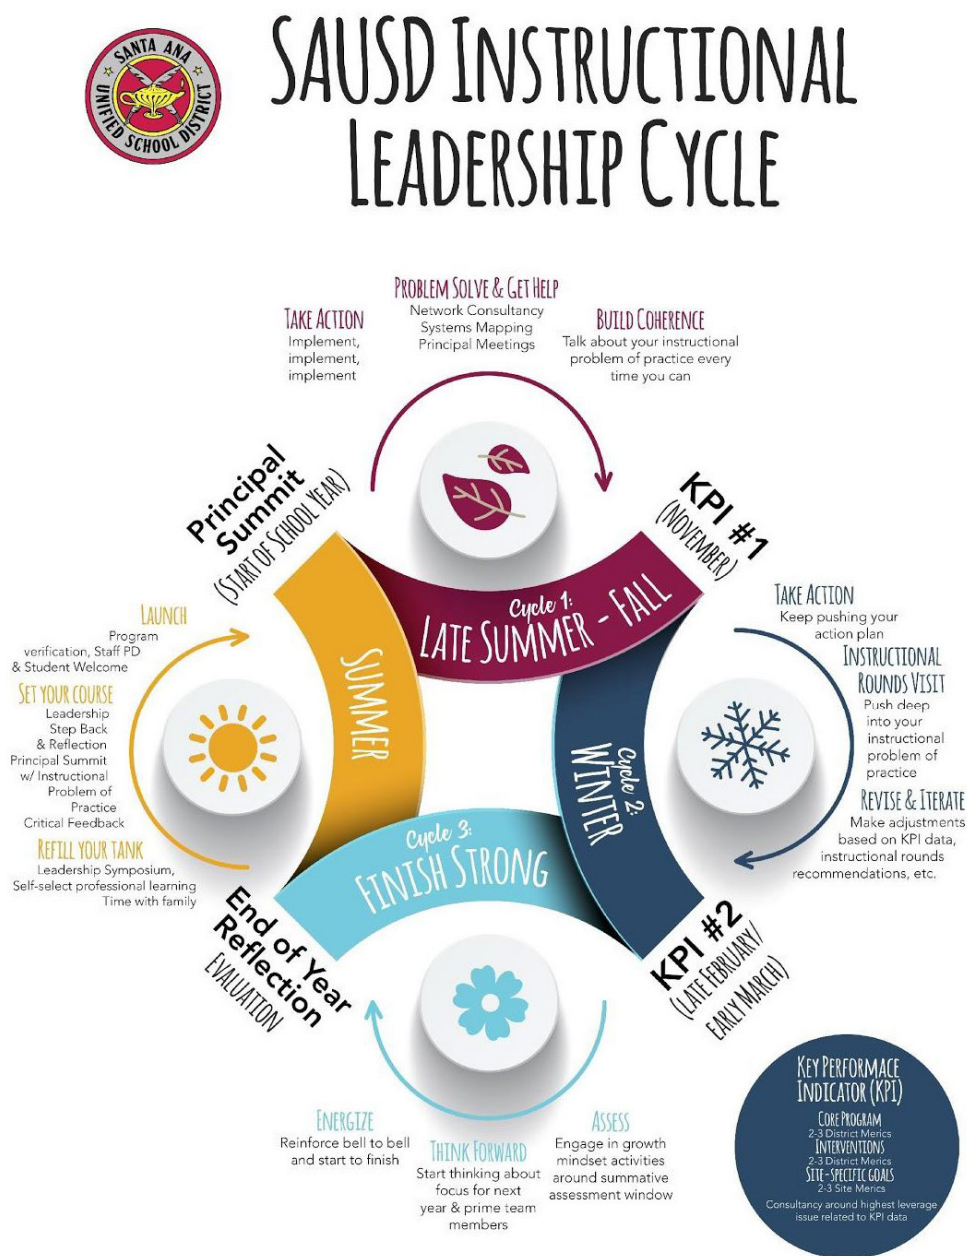 SANTA ANA
UNIFIED SCHOOL DISTRICT
SAUSD INSTRUCTIONAL
LEADERSHIP CYCLE
PROBLEM SOLVE & GET HELP
Network Consultancy
Systems Mapping
Principal Meetings
TAKE ACTION
Implement,
implement,
implement
BUILD COHERENCE
Talk about your instructional
problem of practice every
time you can
Principal
Summit
(START OF SCHOOL YEAR)
KPI #1
(NOVEMBER)
Cycle 1:
LATE SUMMER - FALL
TAKE ACTION
Keep pushing your
action plan
INSTRUCTIONAL
ROUNDS VISIT
Push deep
into your
instructional
problem of
practice
REVISE & ITERATE
Make adjustments
based on KPI data,
instructional rounds
recommendations, etc.
Cycle 2:
WINTER
KPI #2
(LATE FEBRUARY/
EARLY MARCH)
Cycle 3:
FINISH STRONG
ASSESS
Engage in growth
mindset activities
around summative
assessment window
THINK FORWARD
Start thinking about
focus for next
year & prime team
members
ENERGIZE
Reinforce bell to bell
and start to finish
End of Year
Reflection
EVALUATION
SUMMER
LAUNCH
Program
verification, Staff PD
& Student Welcome
SET YOUR COURSE
Leadership
Step Back
& Reflection
Principal Summit
w/ Instructional
Problem of
Practice
Critical Feedback
REFILL YOUR TANK
Leadership Symposium,
Self-select professional learning
Time with family
KEY PERFORMACE
INDICATOR (KPI)
CORE PROGRAM
2-3 District Merics
INTERVENTIONS
2-3 District Merics
SITE-SPECIFIC GOALS
2-3 Site Merics
Consultancy around highest leverage
issue related to KPI data